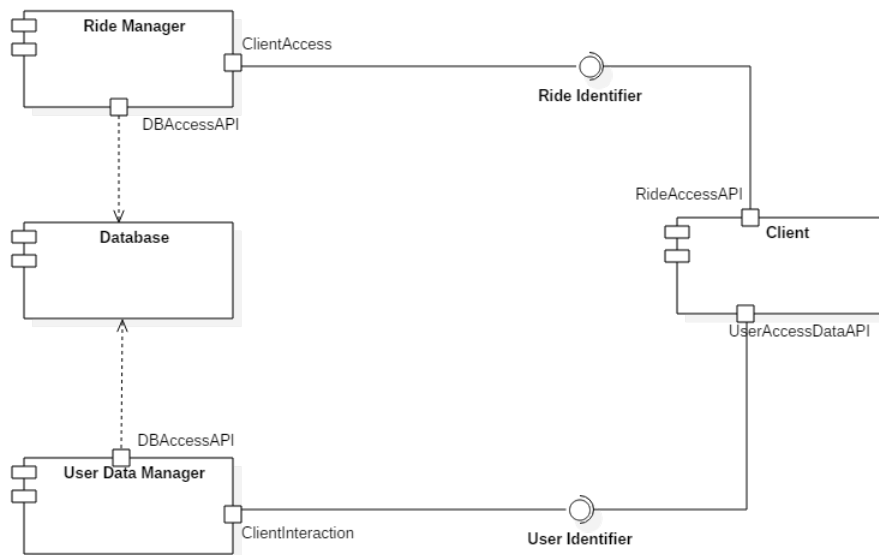 Ride Manager
ClientAccess
Ride Identifier
DBAccessAPI
RideAccessAPI
Database
Client
UserAccessDataAPI
DBAccessAPI
User Data Manager
ClientInteraction
User Identifier